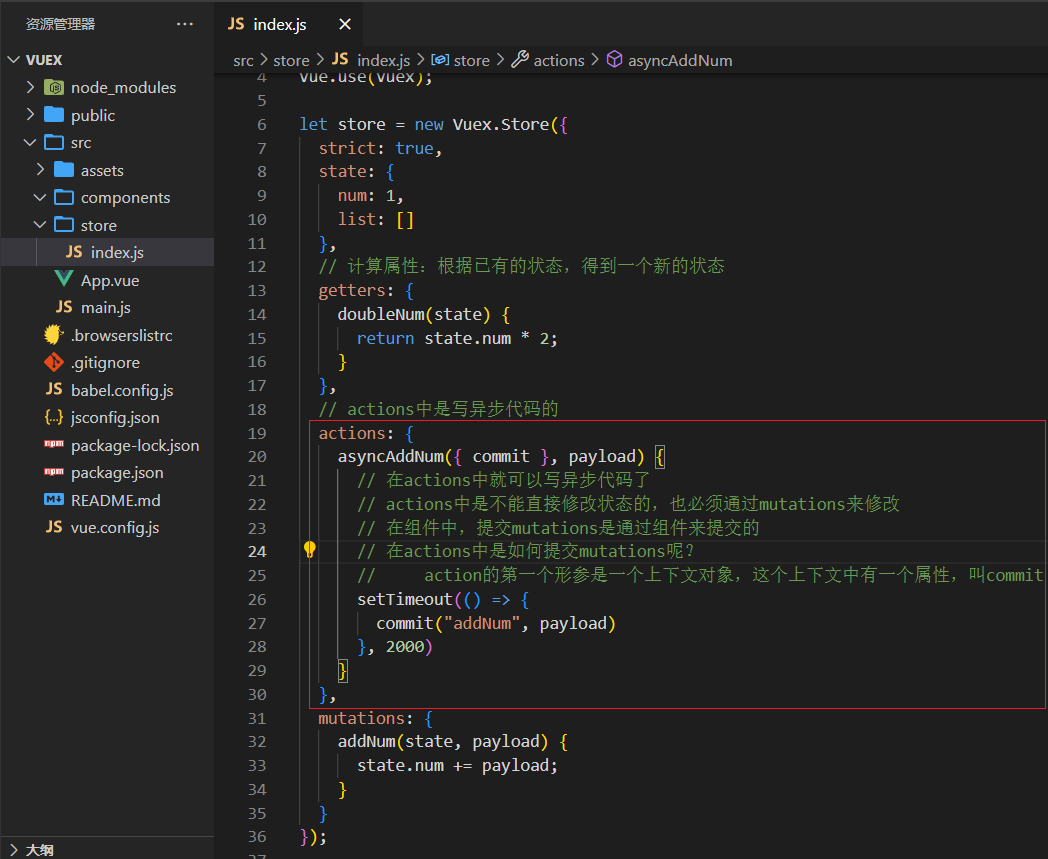 资源管理器 ···
VUEX
node_modules
public
src
assets
components
store
JS index.js
App.vue
JS main.js
.browserslistrc
.gitignore
JS babel.config.js
{..} jsconfig.json
npm package-lock.json
npm package.json
README.md
JS vue.config.js
大纲
JS index.js ×
src > store > JS index.js > store > actions > asyncAddNum
4 Vue.use(Vuex);
5
6 let store = new Vuex.Store({
7 strict: true,
8 state: {
9 num: 1,
10 list: []
11 },
12 // 计算属性：根据已有的状态，得到一个新的状态
13 getters: {
14 doubleNum(state) {
15 return state.num * 2;
16 }
17 },
18 // actions中是写异步代码的
19 actions: {
20 asyncAddNum({ commit }, payload) {
21 // 在actions中就可以写异步代码了
22 // actions中是不能直接修改状态的，也必须通过mutations来修改
23 // 在组件中，提交mutations是通过组件来提交的
24 // 在actions中是如何提交mutations呢？
25 // action的第一个形参是一个上下文对象，这个上下文中有一个属性，叫commit
26 setTimeout(() => {
27 commit("addNum", payload)
28 }, 2000)
29 }
30 },
31 mutations: {
32 addNum(state, payload) {
33 state.num += payload;
34 }
35 }
36 });
37